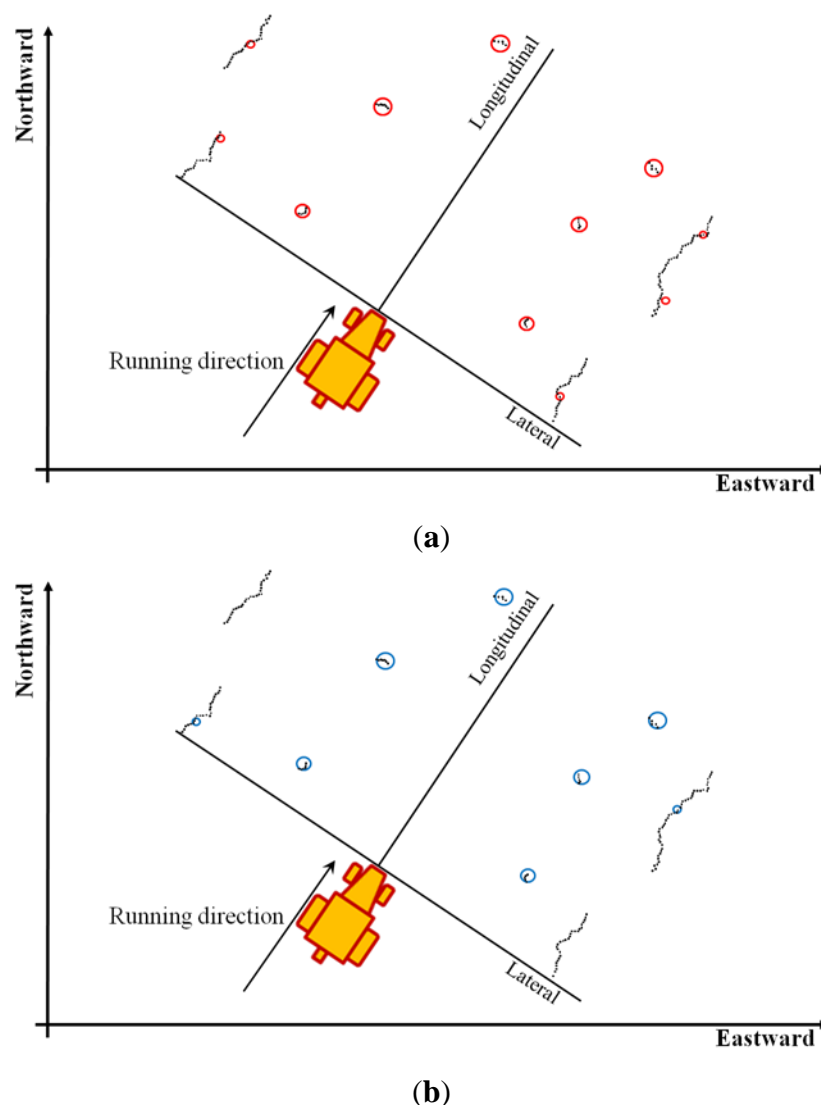 Northward
Longitudinal
Running direction
Lateral
Eastward
(a)
Northward
Longitudinal
Running direction
Lateral
Eastward
(b)